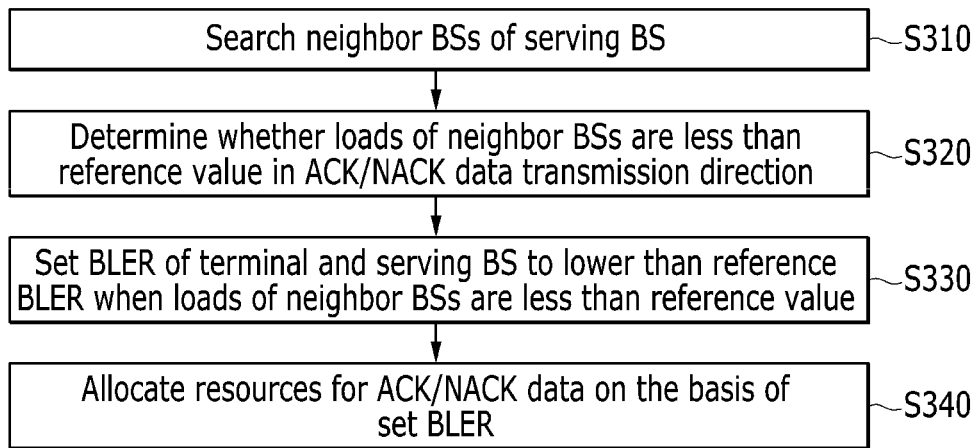 Search neighbor BSs of serving BS
S310
Determine whether loads of neighbor BSs are less than
reference value in ACK/NACK data transmission direction
S320
Set BLER of terminal and serving BS to lower than reference
BLER when loads of neighbor BSs are less than reference value
S330
Allocate resources for ACK/NACK data on the basis of
set BLER
S340